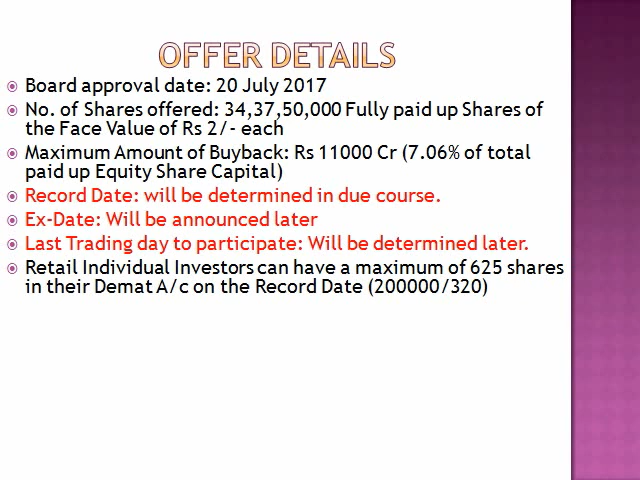 OFFER DETAILS
Board approval date: 20 July 2017
No. of Shares offered: 34,37,50,000 Fully paid up Shares of
the Face Value of Rs 2/- each
Maximum Amount of Buyback: Rs 11000 Cr (7.06% of total
paid up Equity Share Capital)
Record Date: will be determined in due course.
Ex-Date: Will be announced later
Last Trading day to participate: Will be determined later.
Retail Individual Investors can have a maximum of 625 shares
in their Demat A/c on the Record Date (200000/320)